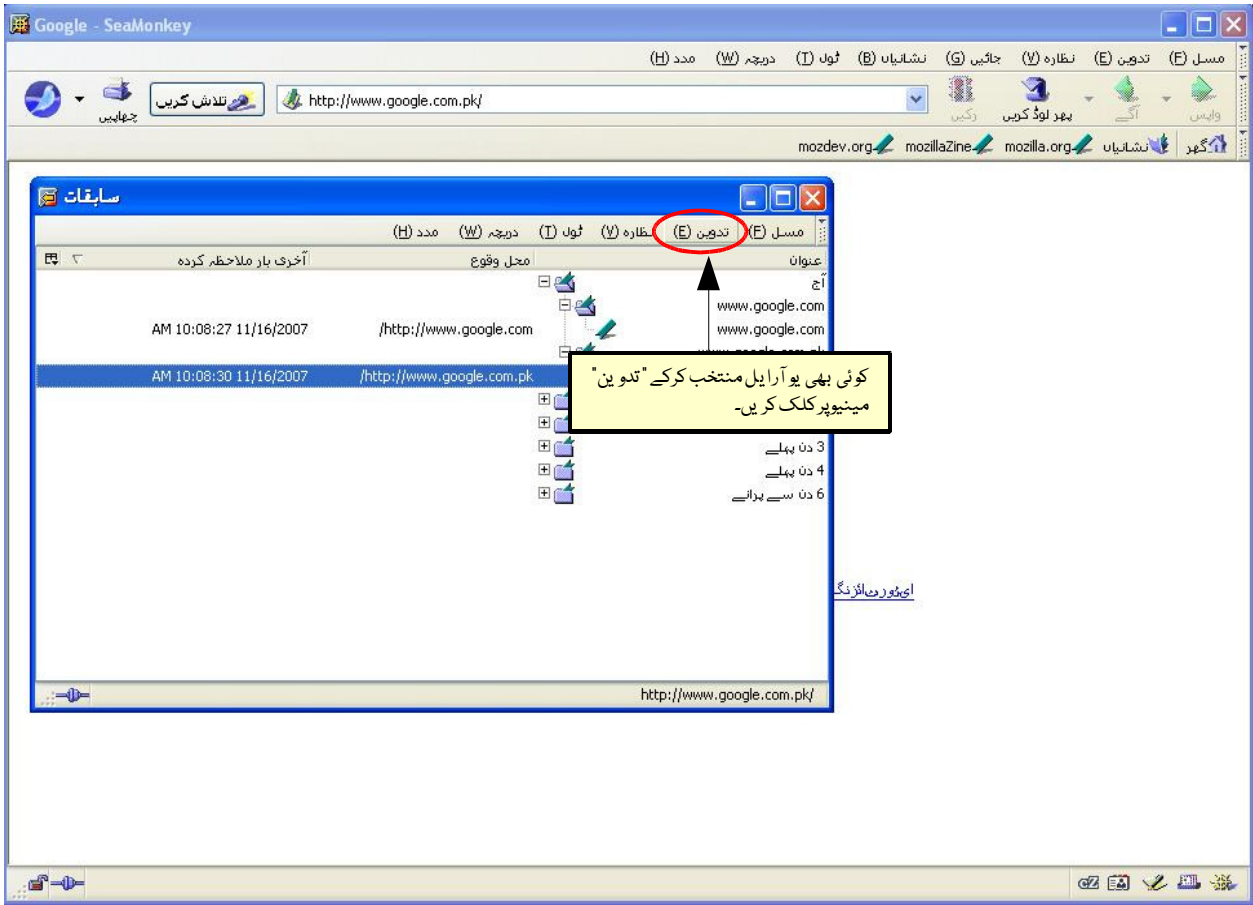 Google - SeaMonkey
مسل (F) تدوین (E) نظارہ (V) جائیں (G) نشانیاں (B) ٹول (T) دریچہ (W) مدد (H)
واپس آگے پھر لوڈ کریں رکیں http://www.google.com.pk/ تلاش کریں چھاپیں
گھر نشانیاں mozilla.org mozillaZine mozdev.org
سابقات
مسل (F) تدوین (E) نظارہ (V) ٹول (T) دریچہ (W) مدد (H)
عنوان محل وقوع آخری بار ملاحظہ کردہ
آج
www.google.com
www.google.com /http://www.google.com AM 10:08:27 11/16/2007
www.google.com.pk
/http://www.google.com.pk AM 10:08:30 11/16/2007
کوئی بھی یو آر ایل منتخب کرکے "تدوین"
مینیو پر کلک کریں۔
3 دن پہلے
4 دن پہلے
6 دن سے پرانے
http://www.google.com.pk/